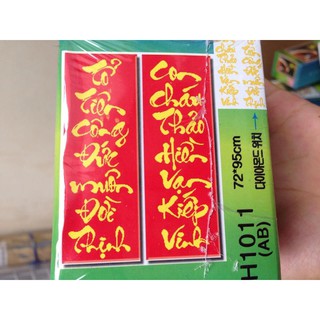 Tổ
Tiên
Công
Đức
muôn
Đời
Thịnh
Con
Cháu
Thảo
Hiền
Vạn
Kiếp
Vinh
72*95cm
다이아몬드 위치
H1011
(AB)